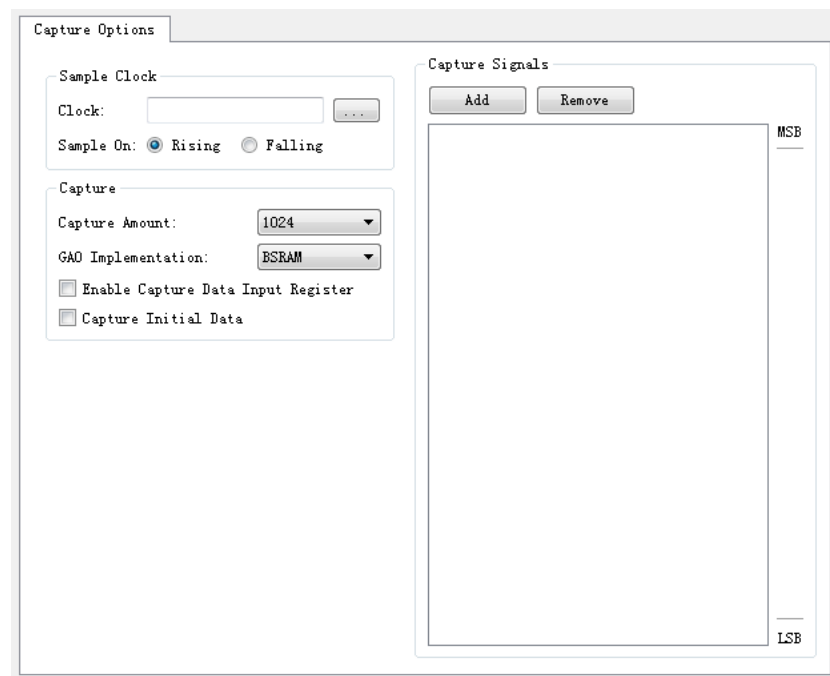 Capture Options
Sample Clock
Clock:
...
Sample On: Rising Falling
Capture
Capture Amount: 1024
GAO Implementation: BSRAM
Enable Capture Data Input Register
Capture Initial Data
Capture Signals
Add Remove
MSB
LSB